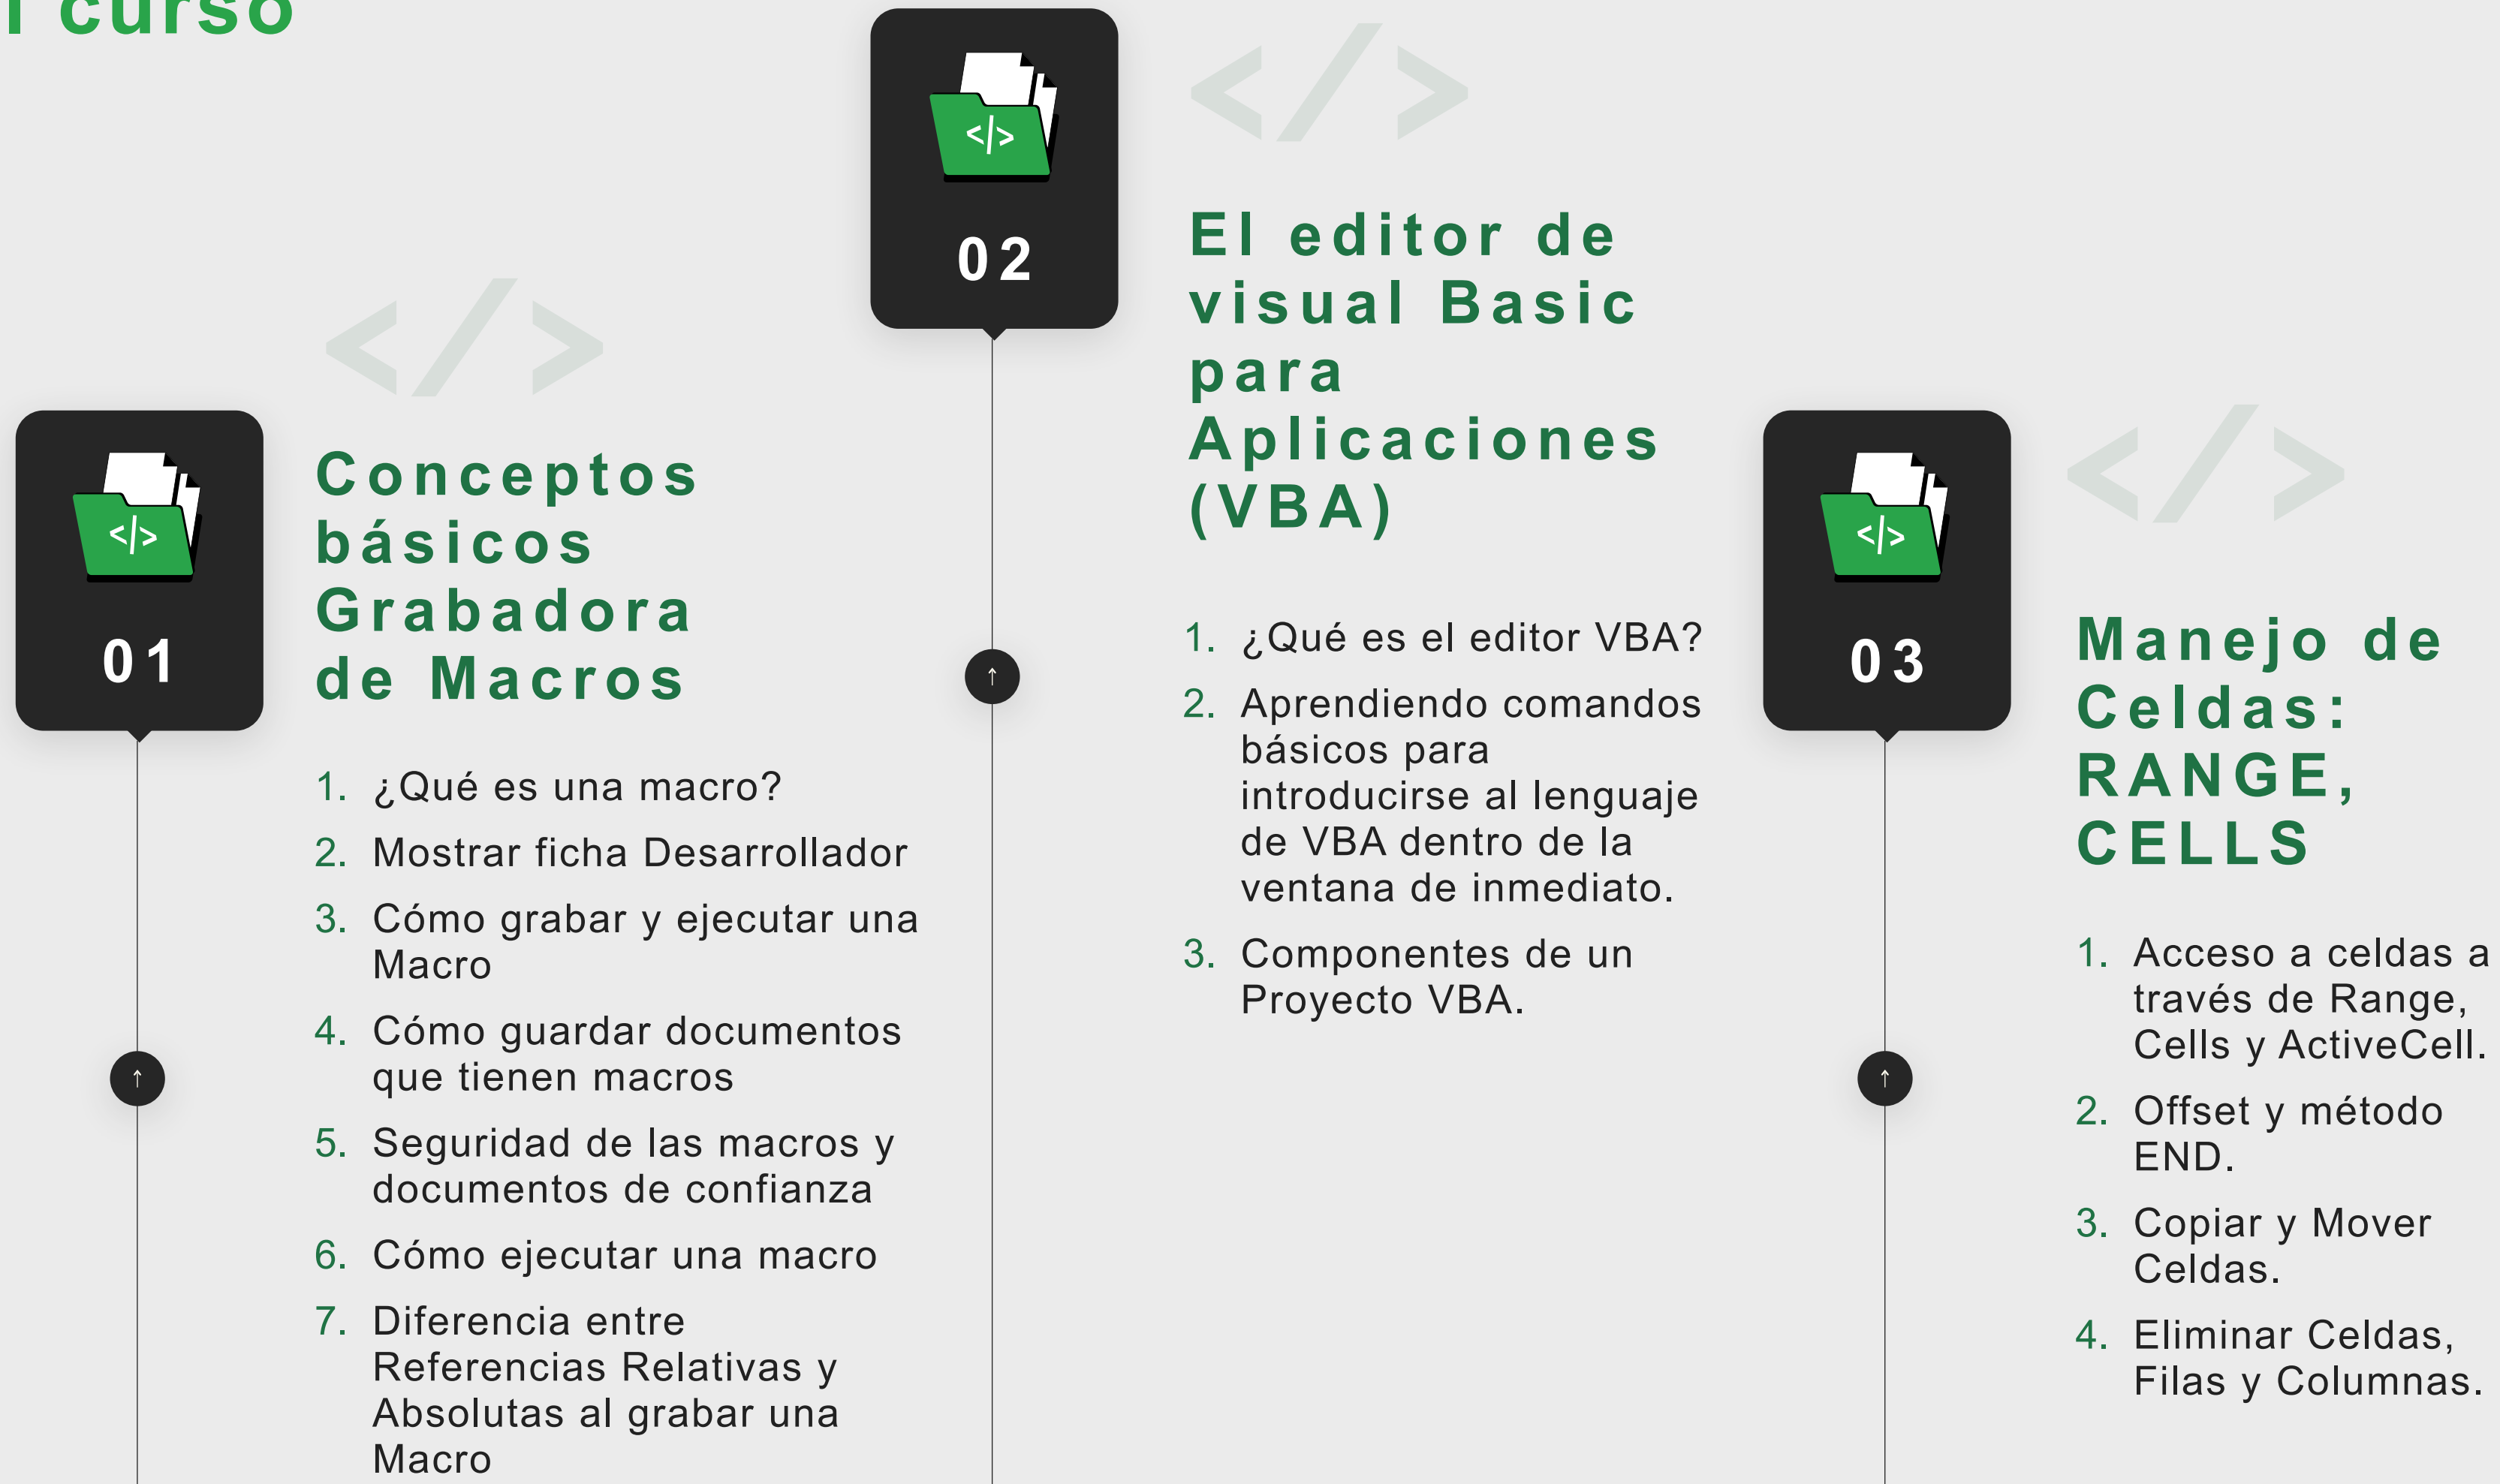 curso
</>
01
Conceptos
básicos
Grabadora
de Macros
1. ¿Qué es una macro?
2. Mostrar ficha Desarrollador
3. Cómo grabar y ejecutar una
Macro
4. Cómo guardar documentos
que tienen macros
5. Seguridad de las macros y
documentos de confianza
6. Cómo ejecutar una macro
7. Diferencia entre
Referencias Relativas y
Absolutas al grabar una
Macro
</>
02
</>
El editor de
visual Basic
para
Aplicaciones
(VBA)
1. ¿Qué es el editor VBA?
2. Aprendiendo comandos
básicos para
introducirse al lenguaje
de VBA dentro de la
ventana de inmediato.
3. Componentes de un
Proyecto VBA.
</>
03
</>
Manejo de
Celdas:
RANGE,
CELLS
1. Acceso a celdas a
través de Range,
Cells y ActiveCell.
2. Offset y método
END.
3. Copiar y Mover
Celdas.
4. Eliminar Celdas,
Filas y Columnas.
</>